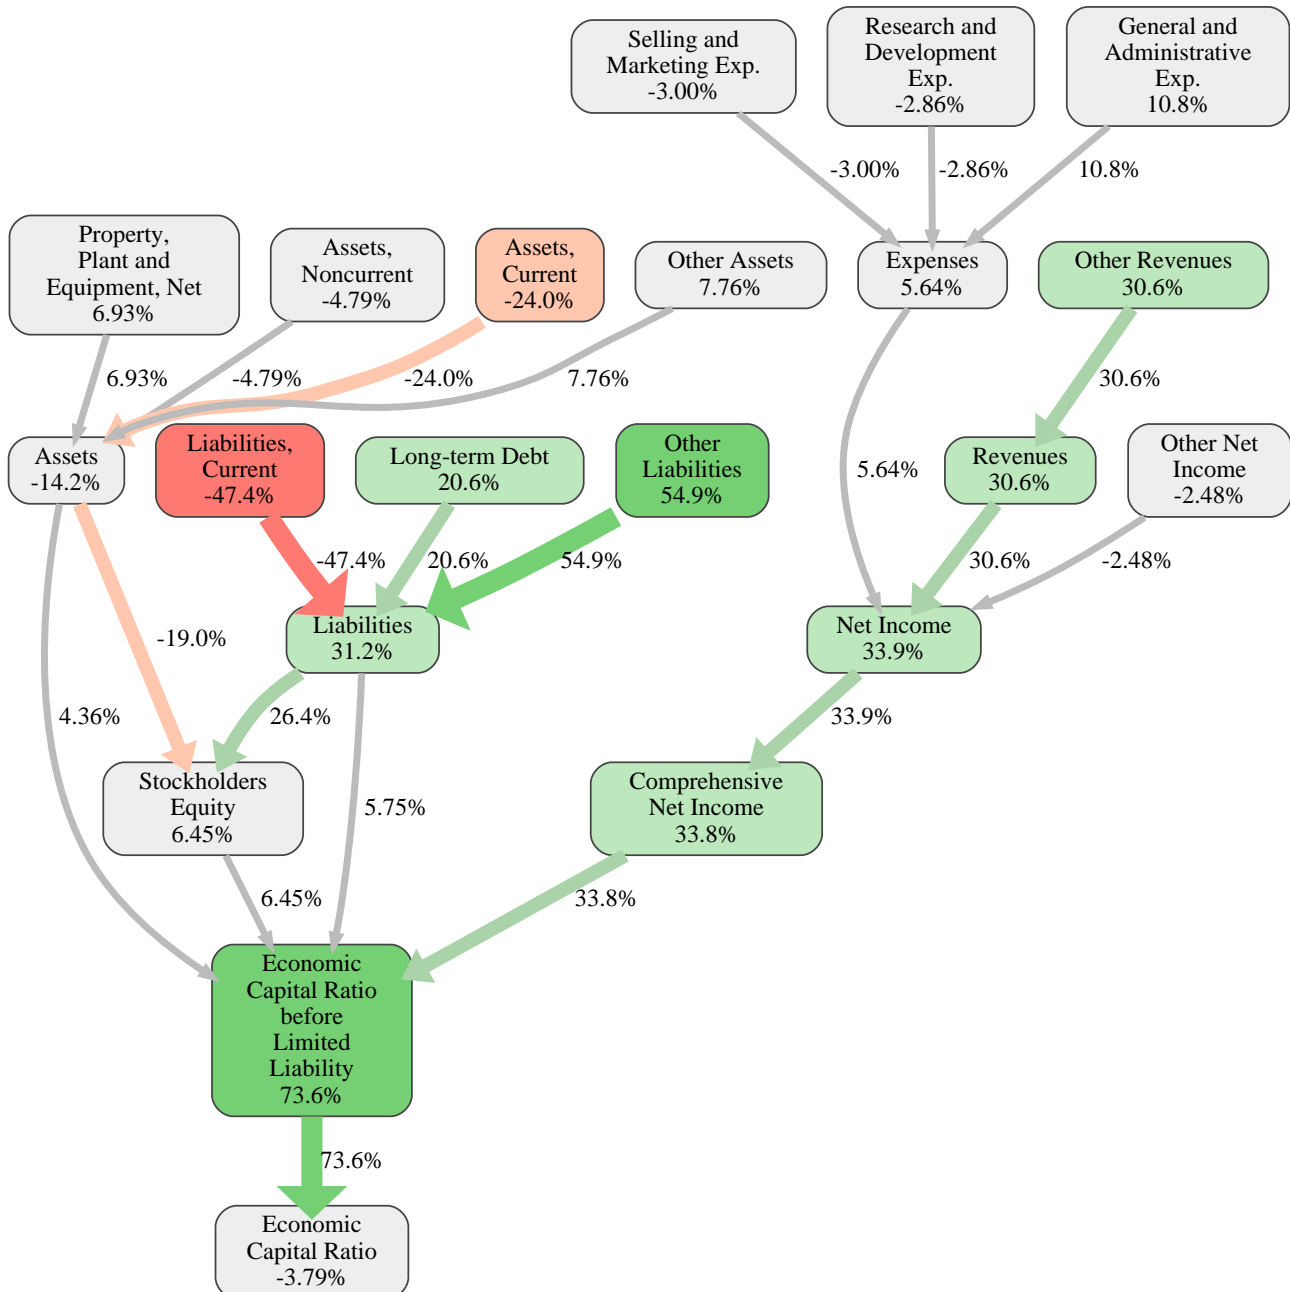 Selling and
Marketing Exp.
-3.00%
Research and
Development
Exp.
-2.86%
General and
Administrative
Exp.
10.8%
-3.00%
-2.86%
10.8%
Property,
Plant and
Equipment, Net
6.93%
Assets,
Noncurrent
-4.79%
Assets,
Current
-24.0%
Other Assets
7.76%
Expenses
5.64%
Other Revenues
30.6%
6.93%
-4.79%
-24.0%
7.76%
30.6%
Assets
-14.2%
Liabilities,
Current
-47.4%
Long-term Debt
20.6%
Other
Liabilities
54.9%
5.64%
Revenues
30.6%
Other Net
Income
-2.48%
-47.4%
20.6%
54.9%
30.6%
-2.48%
-19.0%
Liabilities
31.2%
Net Income
33.9%
4.36%
26.4%
33.9%
Stockholders
Equity
6.45%
5.75%
Comprehensive
Net Income
33.8%
6.45%
33.8%
Economic
Capital Ratio
before
Limited
Liability
73.6%
73.6%
Economic
Capital Ratio
-3.79%